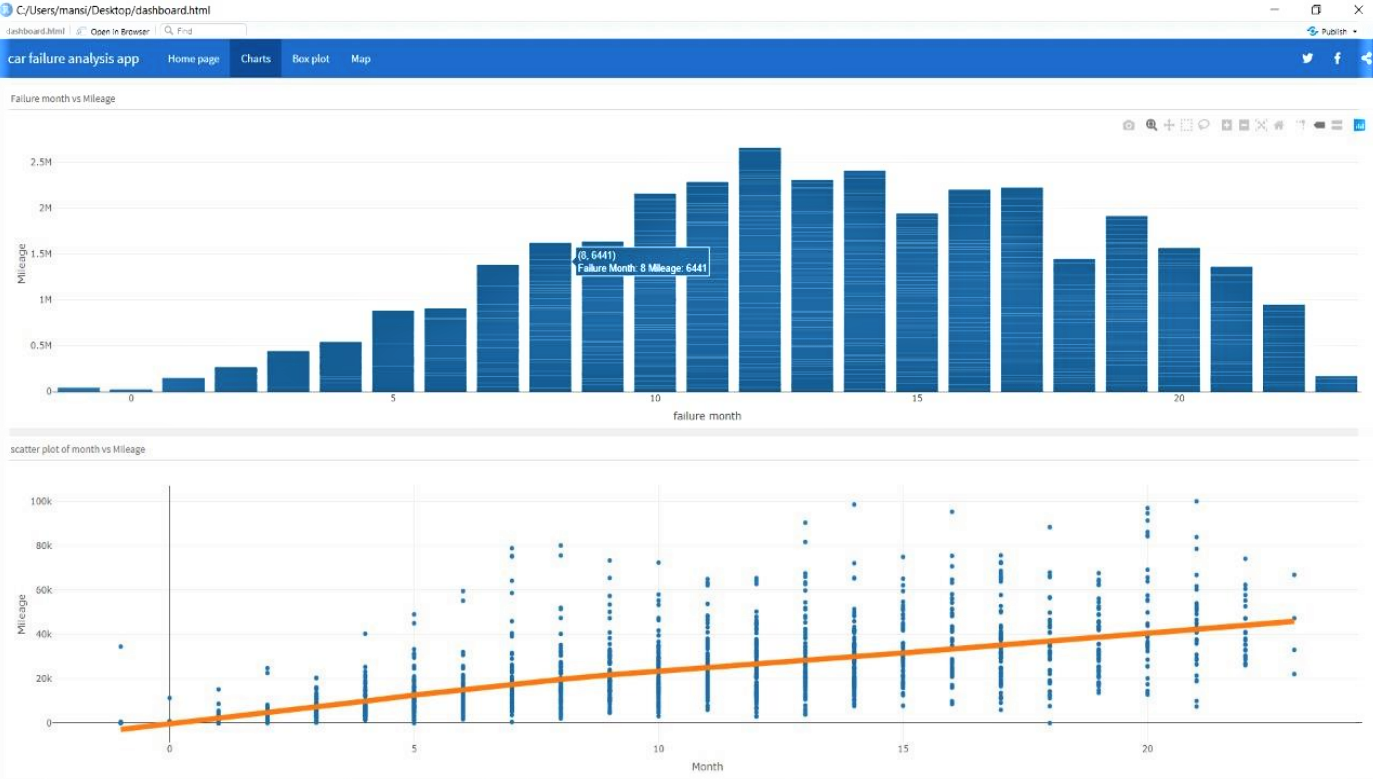 C:/Users/mansi/Desktop/dashboard.html
dashboard.html Open in Browser Find
Publish
car failure analysis app Home page Charts Box plot Map
Failure month vs Mileage
2.5M
2M
1.5M
1M
0.5M
0
Mileage
(8, 6441)
Failure Month: 8 Mileage: 6441
0 5 10 15 20
failure month
scatter plot of month vs Mileage
100k
80k
60k
40k
20k
0
Mileage
0 5 10 15 20
Month